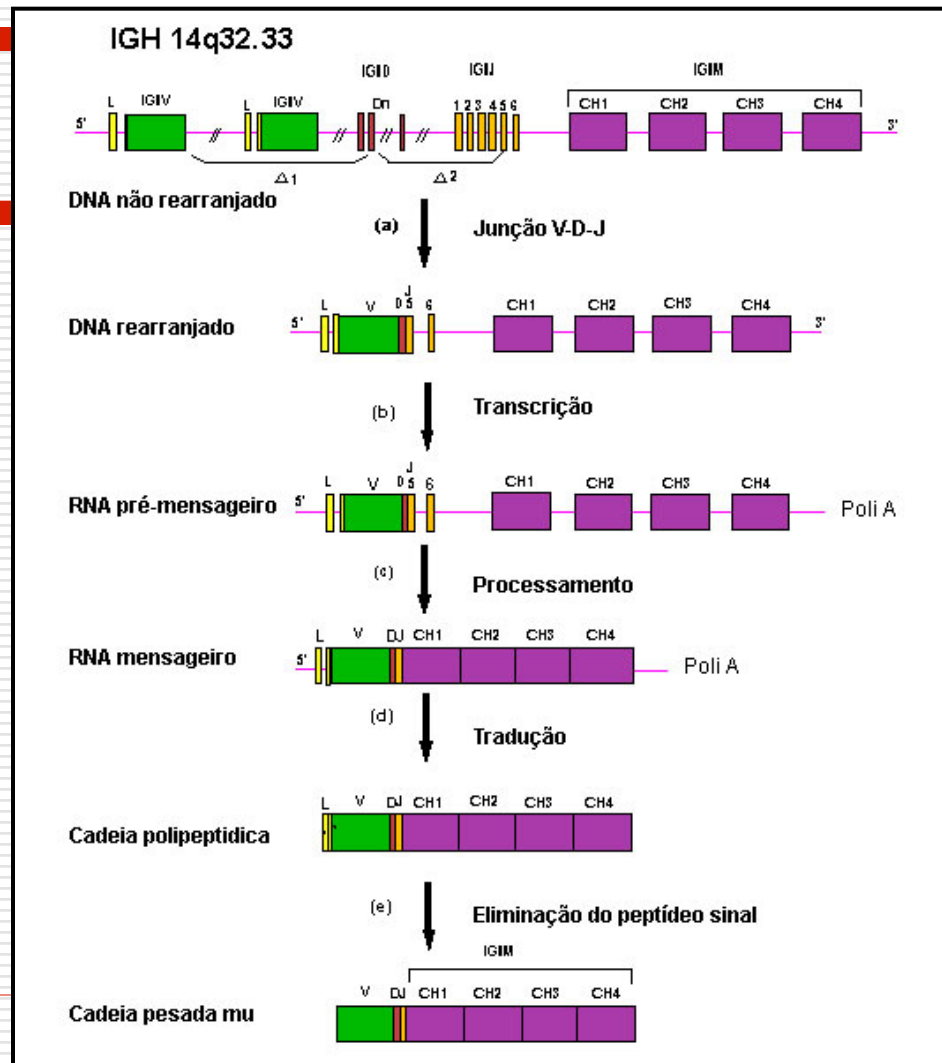 IGH 14q32.33
IGID IGIJ IGIM
L IGIV L IGIV Dn 1 2 3 4 5 6 CH1 CH2 CH3 CH4
5' // // // // 3'
△1 △2
DNA não rearranjado
(a) Junção V-D-J
L V D J 5 6 CH1 CH2 CH3 CH4
DNA rearranjado 5' 3'
(b) Transcrição
L V D J 5 6 CH1 CH2 CH3 CH4
RNA pré-mensageiro 5' Poli A
(c) Processamento
L V DJ CH1 CH2 CH3 CH4
RNA mensageiro 5' Poli A
(d) Tradução
L V DJ CH1 CH2 CH3 CH4
Cadeia polipeptidica
(e) Eliminação do peptídeo sinal
IGIM
V DJ CH1 CH2 CH3 CH4
Cadeia pesada mu